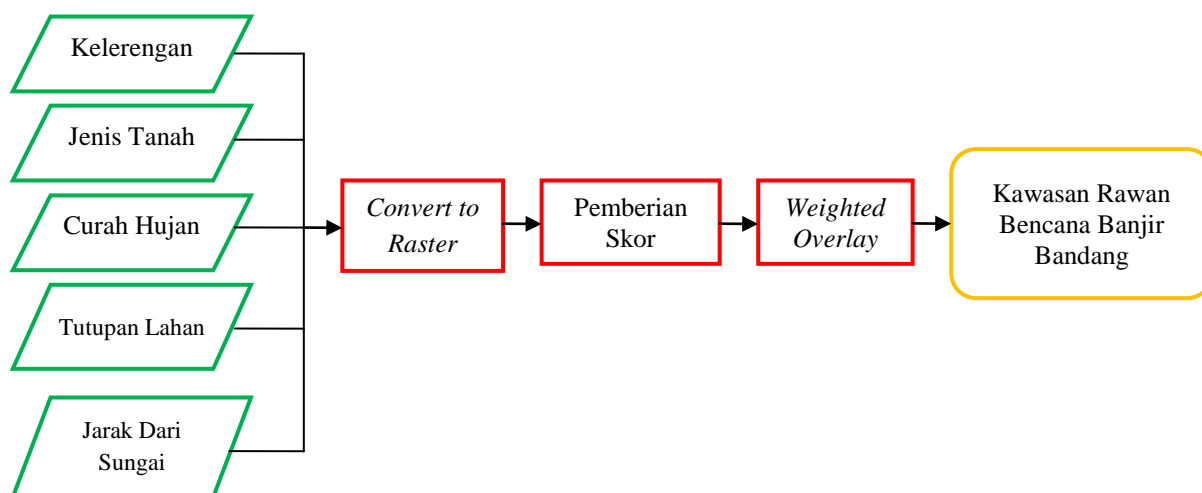 Kelerengan
Jenis Tanah
Curah Hujan
Tutupan Lahan
Jarak Dari
Sungai
Convert to
Raster
Pemberian
Skor
Weighted
Overlay
Kawasan Rawan
Bencana Banjir
Bandang